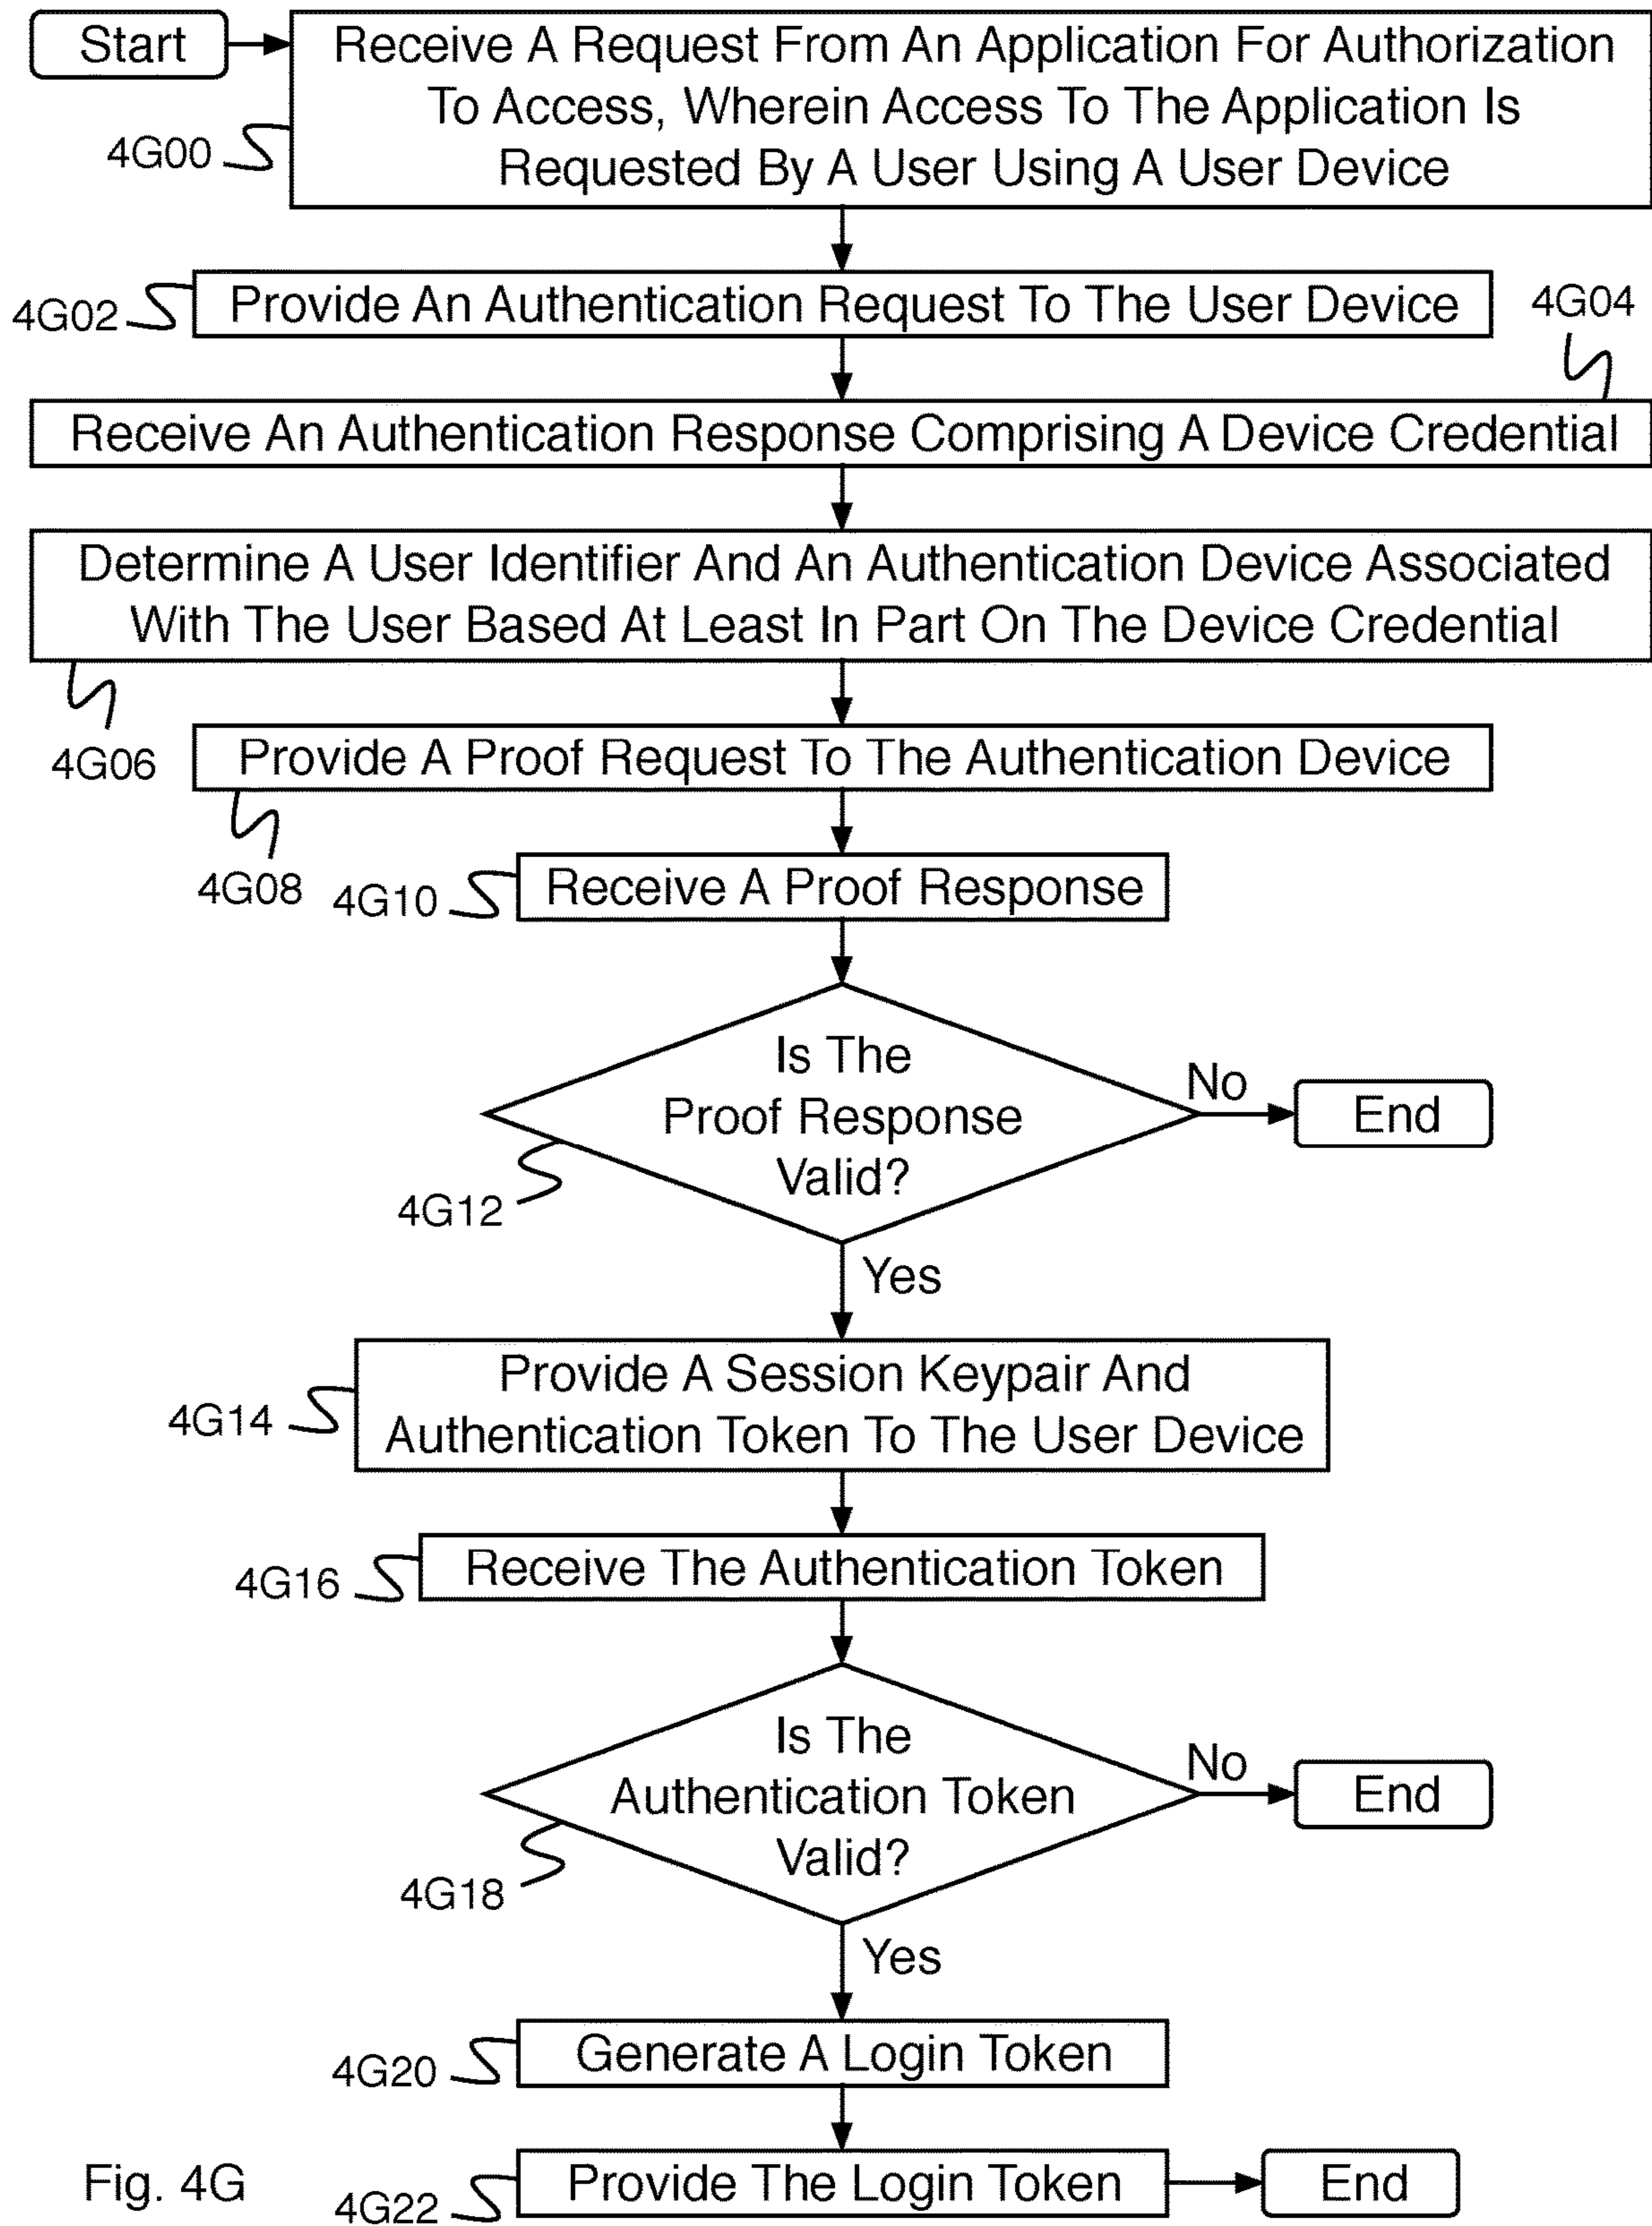 Start
Receive A Request From An Application For Authorization
To Access, Wherein Access To The Application Is
Requested By A User Using A User Device
4G00
4G02
Provide An Authentication Request To The User Device
4G04
Receive An Authentication Response Comprising A Device Credential
Determine A User Identifier And An Authentication Device Associated
With The User Based At Least In Part On The Device Credential
4G06
Provide A Proof Request To The Authentication Device
4G08
4G10
Receive A Proof Response
Is The
Proof Response
Valid?
No
End
4G12
Yes
Provide A Session Keypair And
Authentication Token To The User Device
4G14
Receive The Authentication Token
4G16
Is The
Authentication Token
Valid?
No
End
4G18
Yes
Generate A Login Token
4G20
Provide The Login Token
End
4G22
Fig. 4G